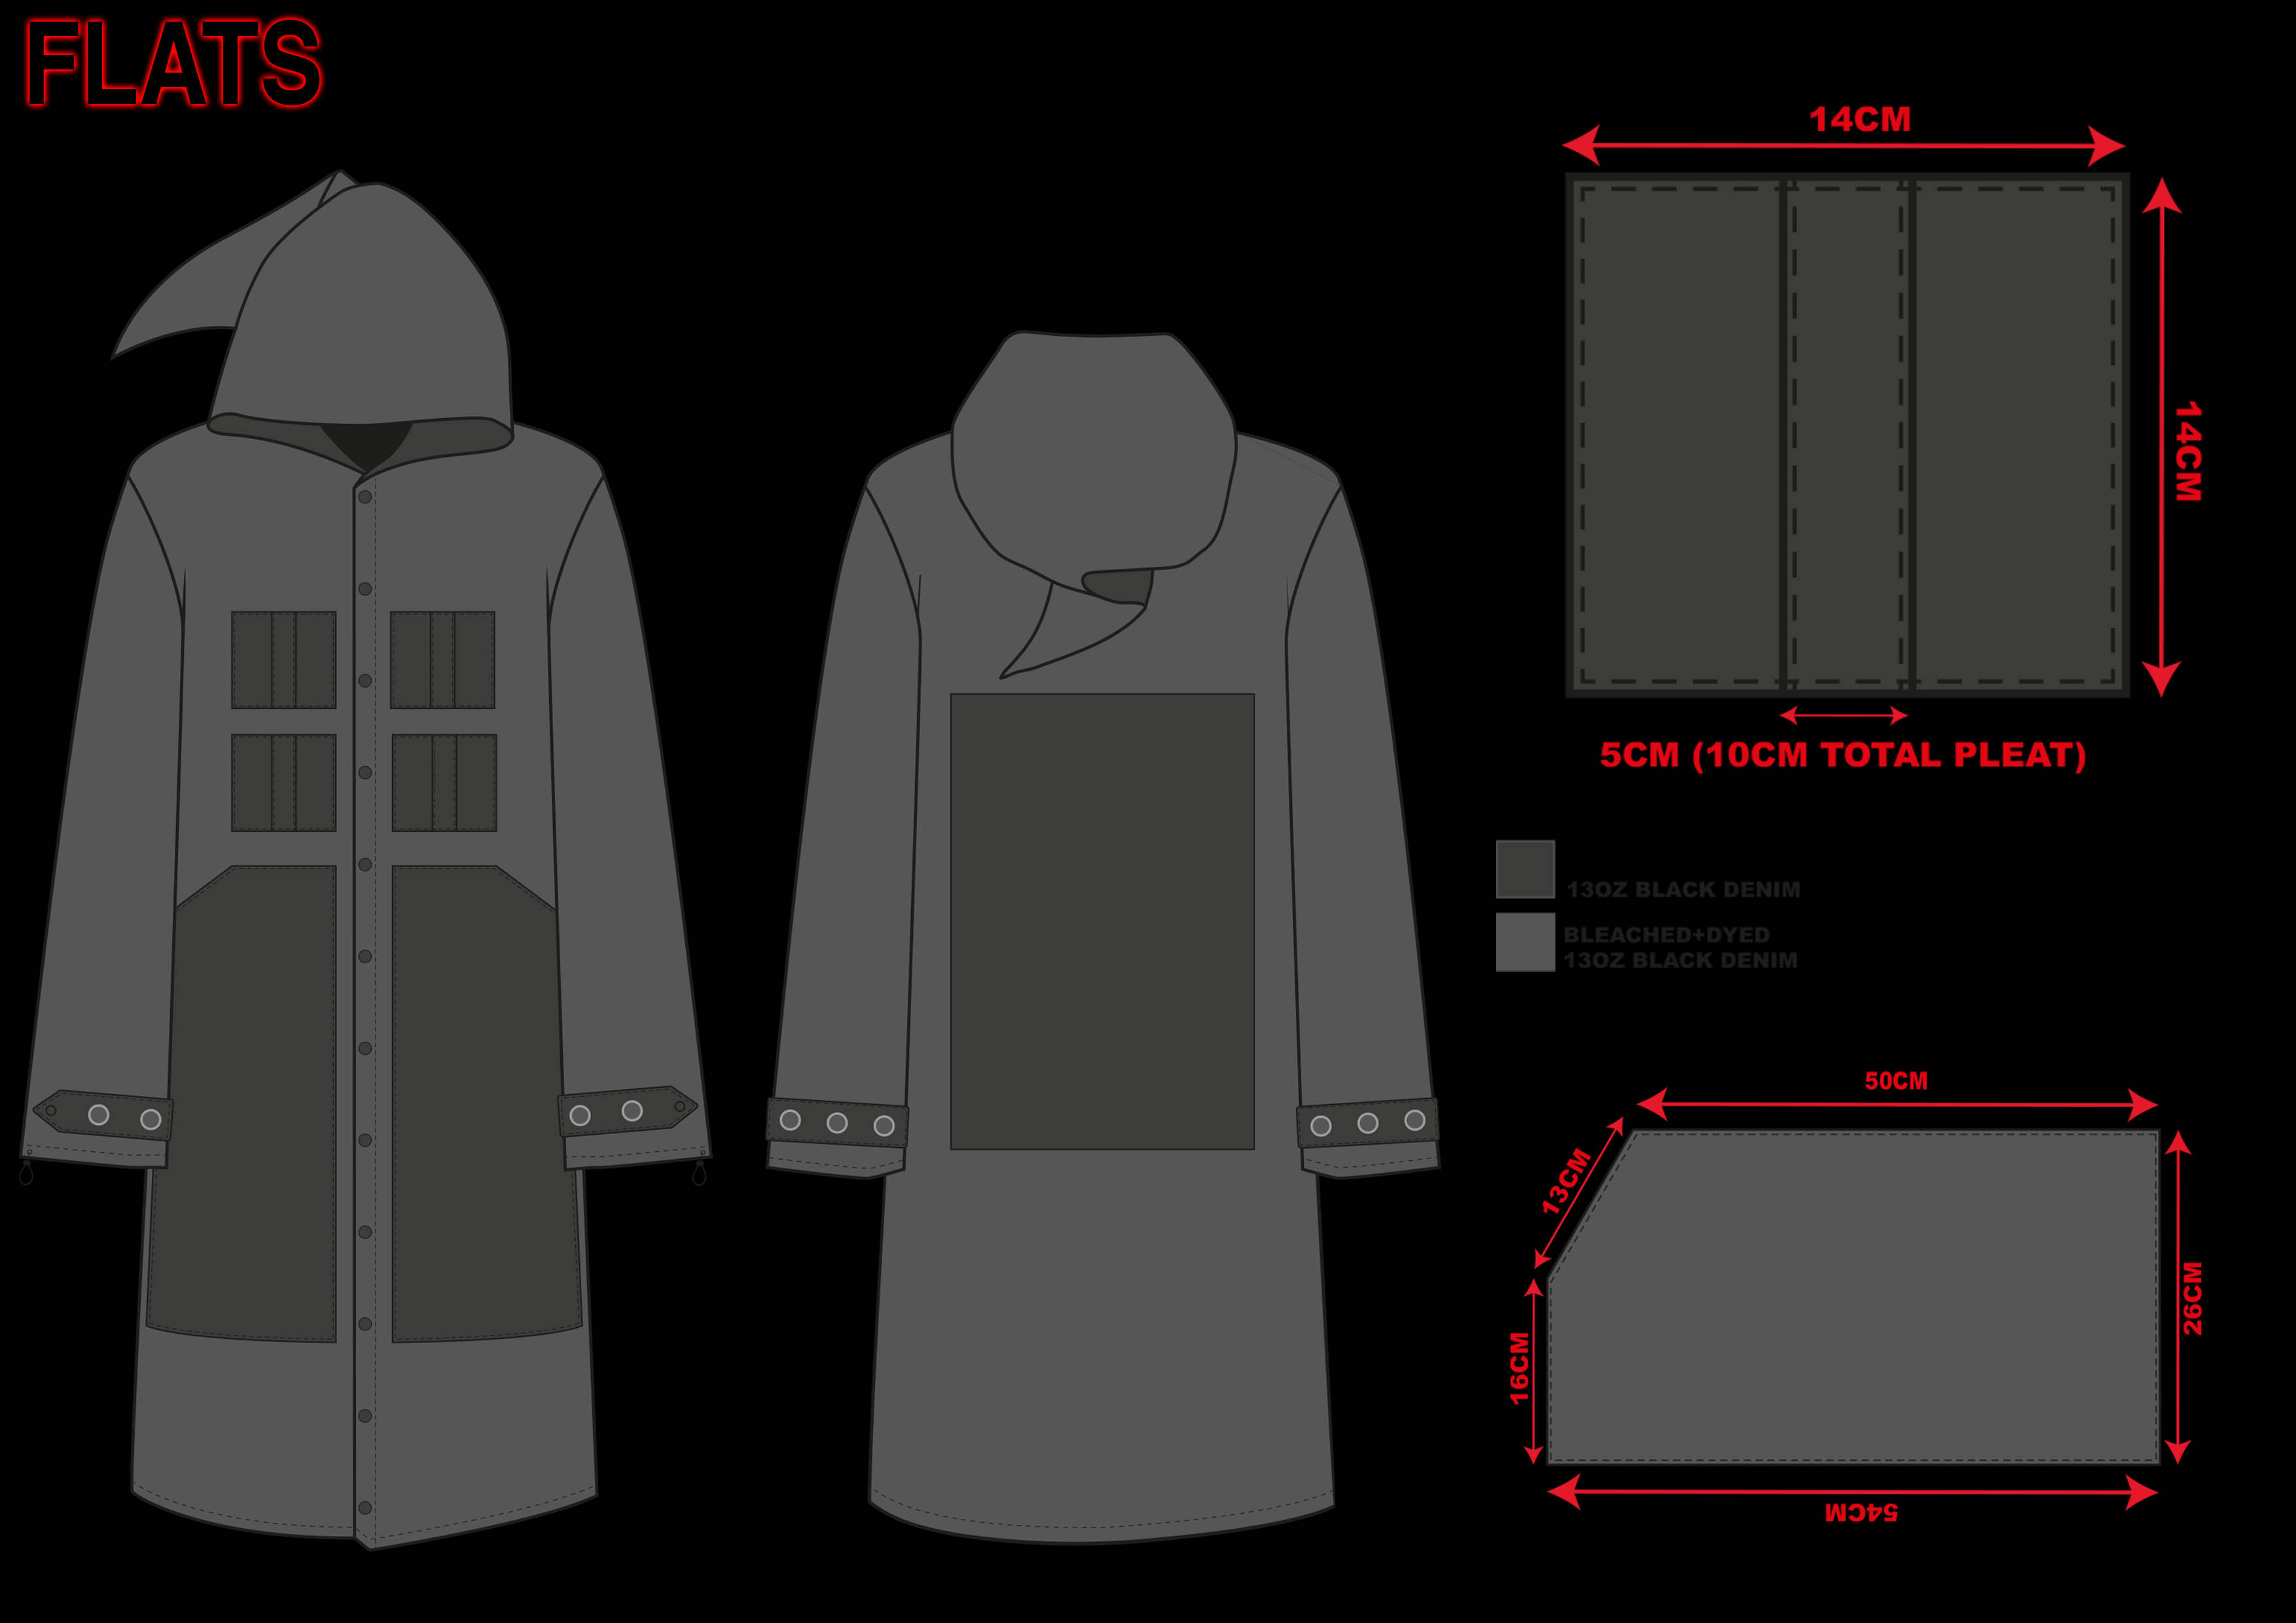 FLATS
14CM
14CM
5CM (10CM TOTAL PLEAT)
13OZ BLACK DENIM
BLEACHED+DYED
13OZ BLACK DENIM
50CM
13CM
26CM
16CM
54CM